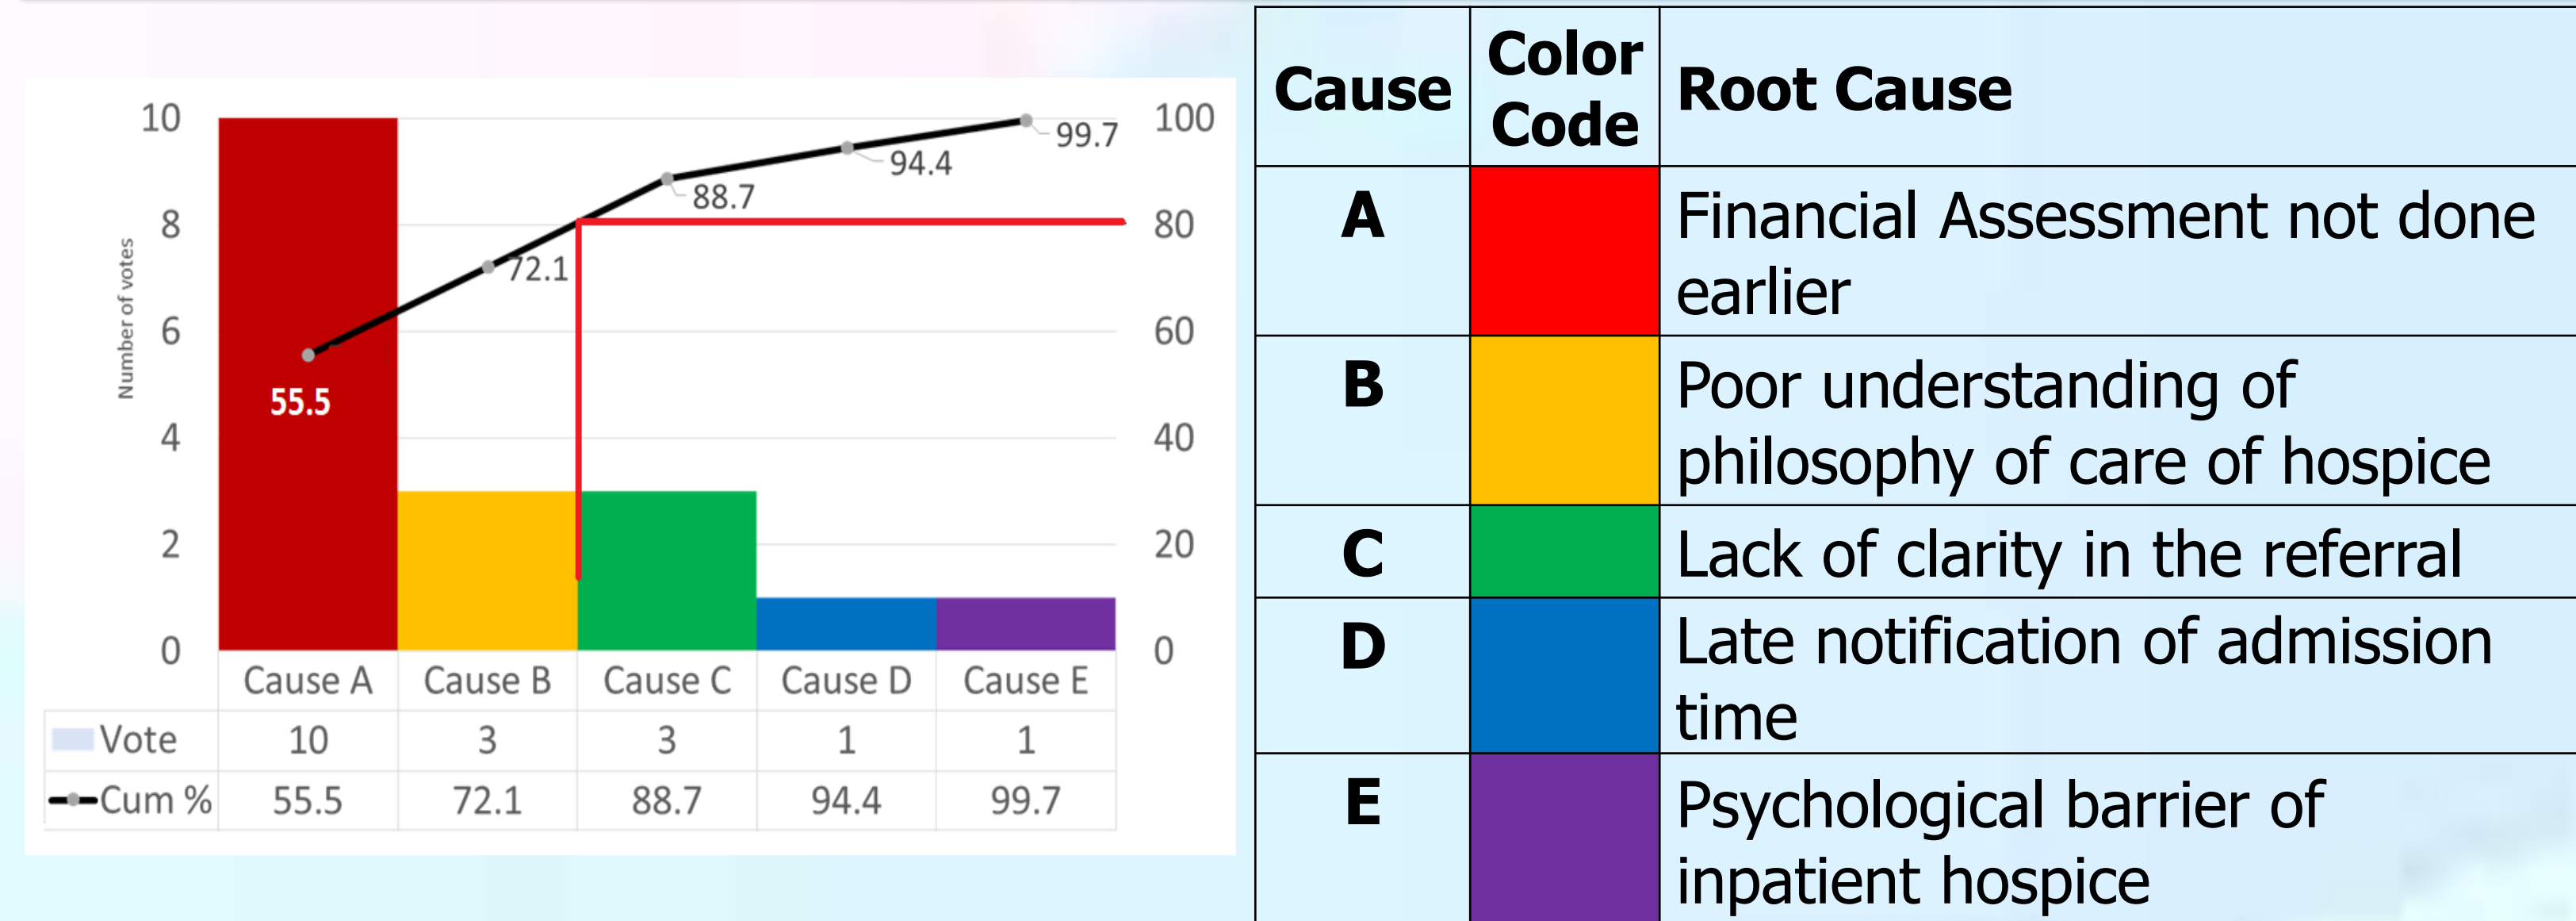 10
8
6
4
2
0
Number of votes
100
80
60
40
20
0
55.5
72.1
88.7
94.4
99.7
Cause A Cause B Cause C Cause D Cause E
Vote 10 3 3 1 1
Cum % 55.5 72.1 88.7 94.4 99.7
Cause Color Code Root Cause
A Financial Assessment not done
earlier
B Poor understanding of
philosophy of care of hospice
C Lack of clarity in the referral
D Late notification of admission
time
E Psychological barrier of
inpatient hospice